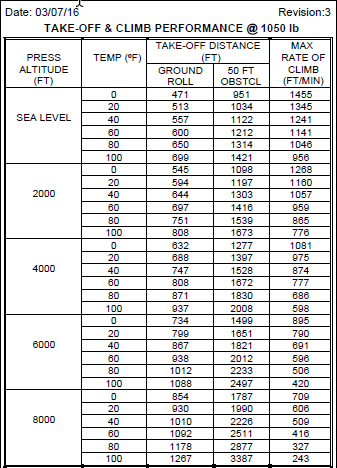 Date: 03/07/16 Revision:3
TAKE-OFF & CLIMB PERFORMANCE @ 1050 lb
PRESS ALTITUDE (FT) TEMP (°F) TAKE-OFF DISTANCE (FT) MAX RATE OF CLIMB (FT/MIN)
GROUND ROLL 50 FT OBSTCL
SEA LEVEL
0 471 951 1455
20 513 1034 1345
40 557 1122 1241
60 600 1212 1141
80 650 1314 1046
100 699 1421 956
2000
0 545 1098 1268
20 594 1197 1160
40 644 1303 1057
60 697 1416 959
80 751 1539 865
100 808 1673 776
4000
0 632 1277 1081
20 688 1397 975
40 747 1528 874
60 808 1672 777
80 871 1830 686
100 937 2008 598
6000
0 734 1499 895
20 799 1651 790
40 867 1821 691
60 938 2012 596
80 1012 2233 506
100 1088 2497 420
8000
0 854 1787 709
20 930 1990 606
40 1010 2226 509
60 1092 2511 416
80 1178 2877 327
100 1267 3387 243